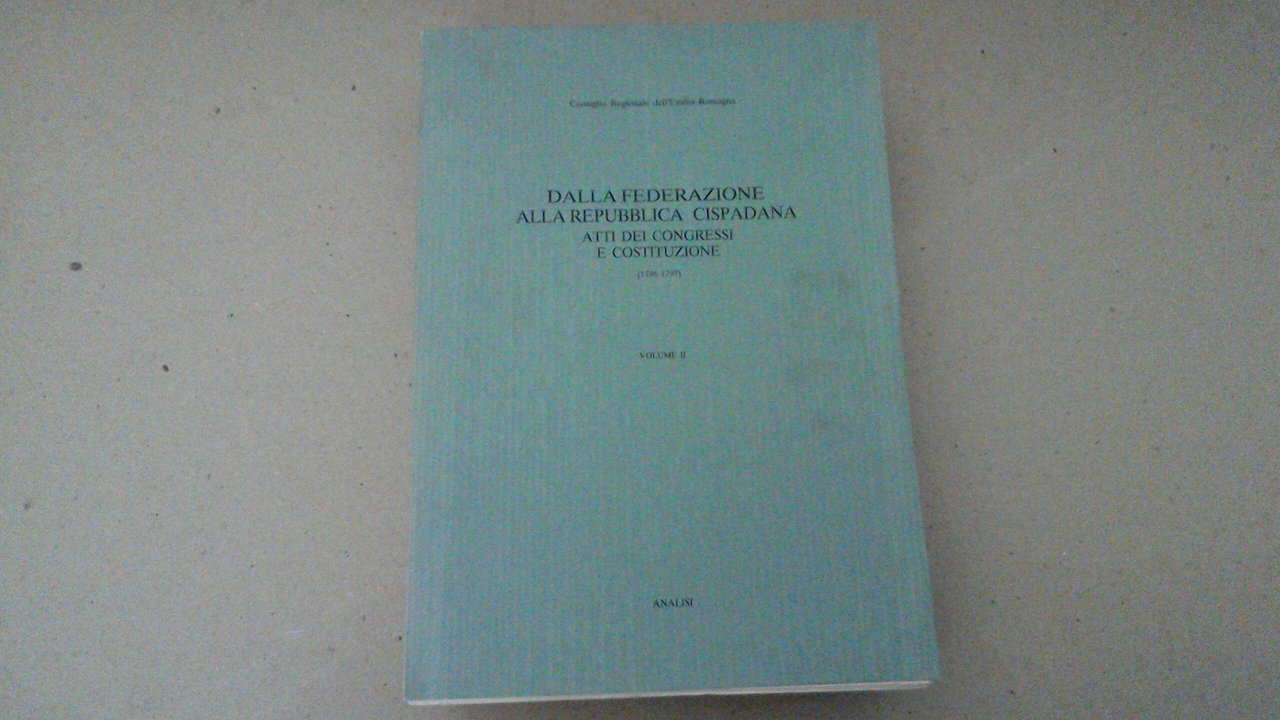 Consiglio Regionale dell'Emilia Romagna
DALLA FEDERAZIONE
ALLA REPUBBLICA CISPADANA
ATTI DEI CONGRESSI
E COSTITUZIONE
(1796-1797)
VOLUME II
ANALISI